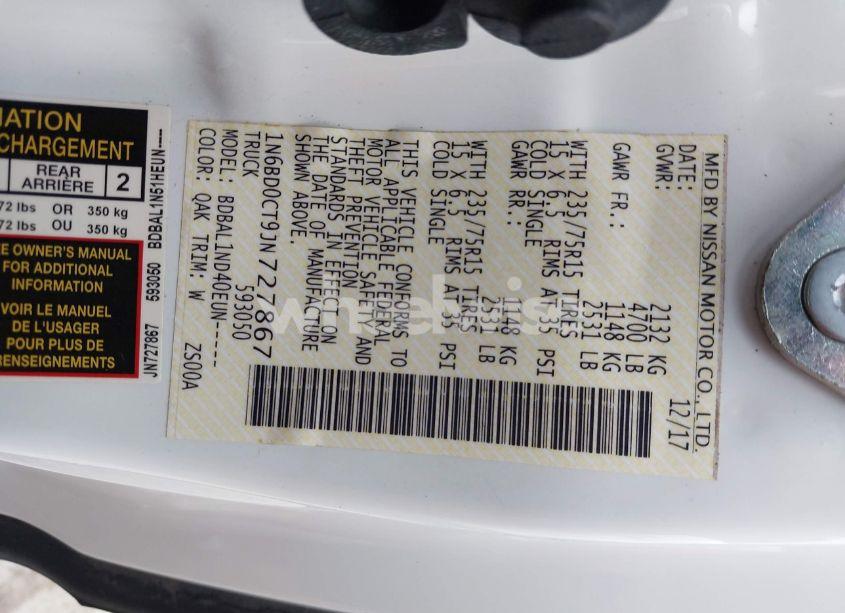 MFD BY NISSAN MOTOR CO., LTD.
DATE: 12/17
GVWR: 2132 KG
4700 LB
GAWR FR.: 1148 KG
2531 LB
WITH 235/75R15 TIRES
15 X 6.5 RIMS AT 35 PSI
COLD SINGLE
GAWR RR.: 1148 KG
2531 LB
WITH 235/75R15 TIRES
15 X 6.5 RIMS AT 35 PSI
COLD SINGLE
THIS VEHICLE CONFORMS TO
ALL APPLICABLE FEDERAL
MOTOR VEHICLE SAFETY AND
THEFT PREVENTION
STANDARDS IN EFFECT ON
THE DATE OF MANUFACTURE
SHOWN ABOVE.
1N6BD0CT9JN727867
TRUCK 593050
MODEL: BDBAL1ND40EUN-----
COLOR: QAK TRIM: W ZS00A
MATION
CHARGEMENT
REAR
ARRIÈRE
2
72 lbs OR 350 kg
72 lbs OU 350 kg
EE OWNER'S MANUAL
FOR ADDITIONAL
INFORMATION
VOIR LE MANUEL
DE L'USAGER
POUR PLUS DE
RENSEIGNEMENTS
JN727867 593050 BDBAL1N51HEUN-----